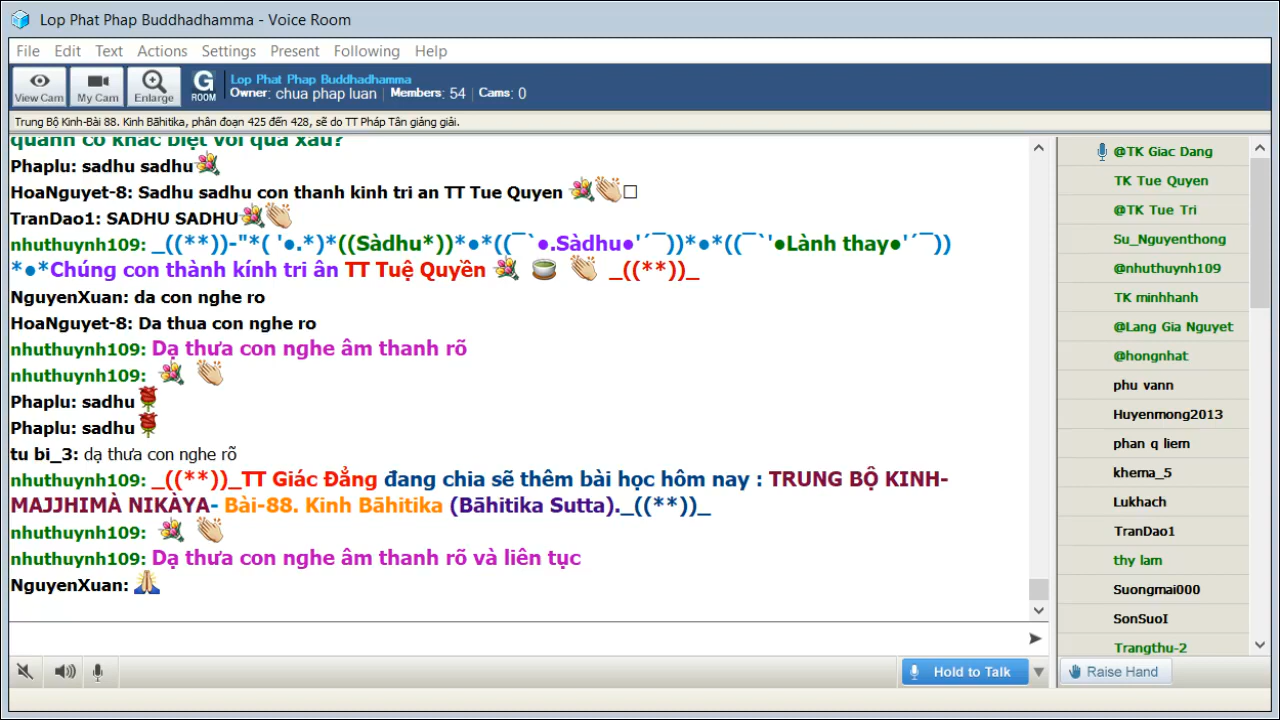 Lop Phat Phap Buddhadhamma - Voice Room
File Edit Text Actions Settings Present Following Help
View Cam My Cam Enlarge G ROOM
Lop Phat Phap Buddhadhamma
Owner: chua phap luan | Members: 54 | Cams: 0
Trung Bộ Kinh-Bài 88. Kinh Bāhitika, phân đoạn 425 đến 428, sẽ do TT Pháp Tân giảng giải.
quanh có khác biệt với quả xấu?
Phaplu: sadhu sadhu
HoaNguyet-8: Sadhu sadhu con thanh kinh tri an TT Tue Quyen
TranDao1: SADHU SADHU
nhuthuynh109: _((**))-"*( '●.*)*((Sàdhu*))*●*((¯`●.Sàdhu●'´¯))*●*((¯`'●Lành thay●'´¯))
*●*Chúng con thành kính tri ân TT Tuệ Quyền _((**))_
NguyenXuan: da con nghe ro
HoaNguyet-8: Da thua con nghe ro
nhuthuynh109: Dạ thưa con nghe âm thanh rõ
nhuthuynh109:
Phaplu: sadhu
Phaplu: sadhu
tu bi_3: dạ thưa con nghe rõ
nhuthuynh109: _((**))_TT Giác Đẳng đang chia sẽ thêm bài học hôm nay : TRUNG BỘ KINH-
MAJJHIMÀ NIKÀYA- Bài-88. Kinh Bāhitika (Bāhitika Sutta)._((**))_
nhuthuynh109:
nhuthuynh109: Dạ thưa con nghe âm thanh rõ và liên tục
NguyenXuan:
@TK Giac Dang
TK Tue Quyen
@TK Tue Tri
Su_Nguyenthong
@nhuthuynh109
TK minhhanh
@Lang Gia Nguyet
@hongnhat
phu vann
Huyenmong2013
phan q liem
khema_5
Lukhach
TranDao1
thy lam
Suongmai000
SonSuoI
Trangthu-2
Hold to Talk
Raise Hand